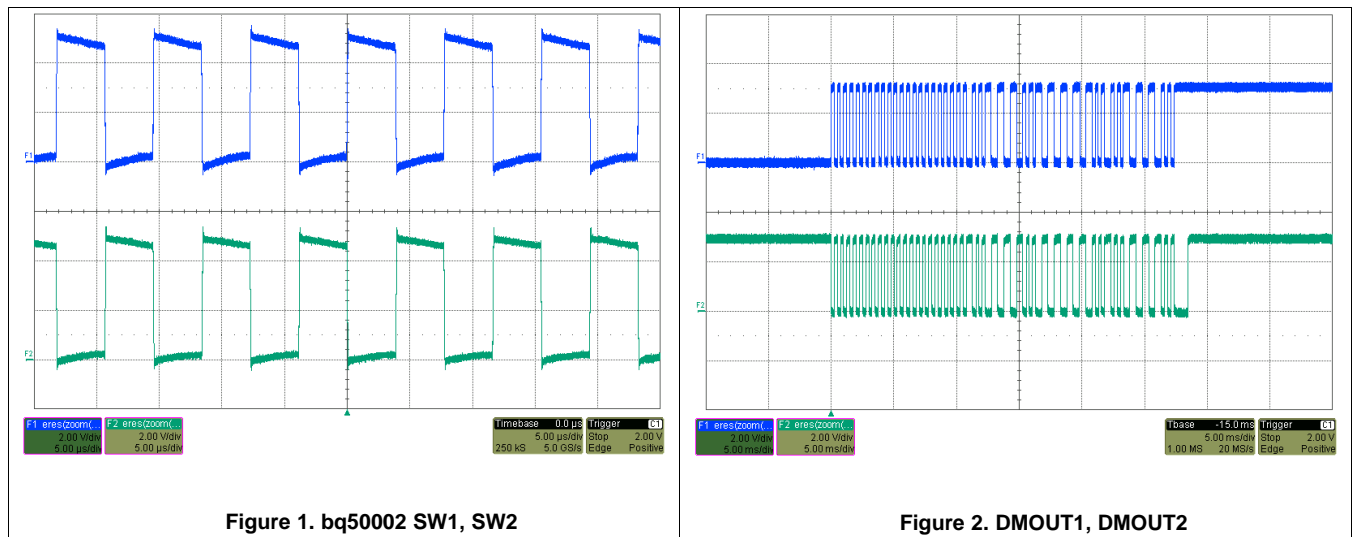 F1
F2
F1 eres(zoom(...
2.00 V/div
5.00 µs/div
F2 eres(zoom(...
2.00 V/div
5.00 µs/div
Timebase 0.0 µs
5.00 µs/div
250 kS 5.0 GS/s
Trigger C1
Stop 2.00 V
Edge Positive
Figure 1. bq50002 SW1, SW2
F1
F2
F1 eres(zoom(...
2.00 V/div
5.00 ms/div
F2 eres(zoom(...
2.00 V/div
5.00 ms/div
Tbase -15.0 ms
5.00 ms/div
1.00 MS 20 MS/s
Trigger C1
Stop 2.00 V
Edge Positive
Figure 2. DMOUT1, DMOUT2